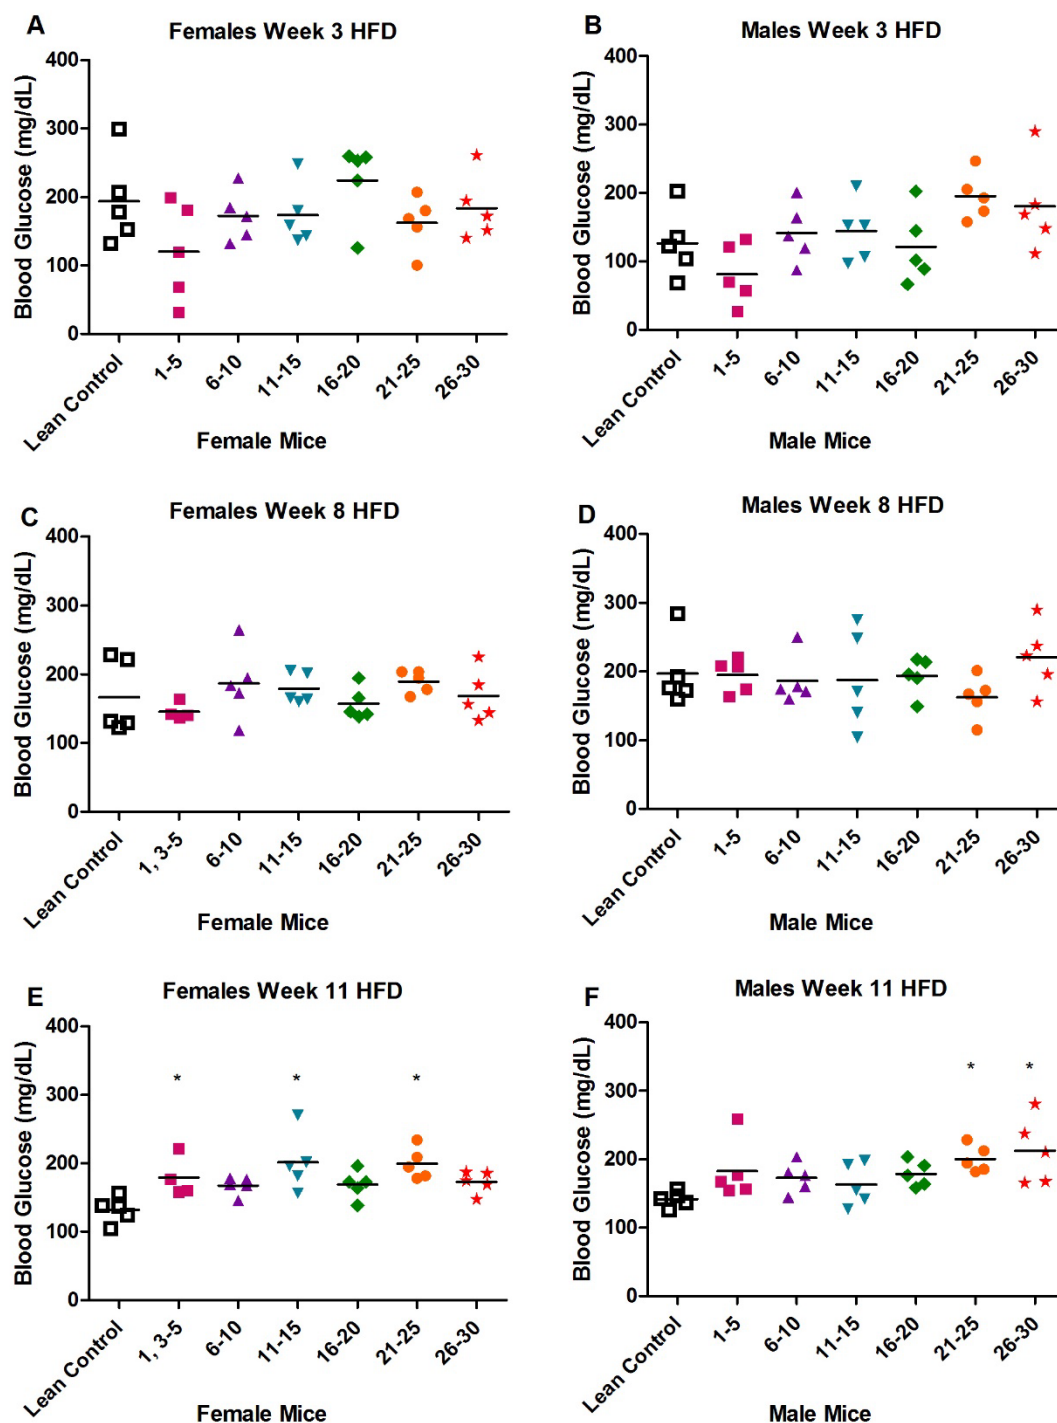 A
Females Week 3 HFD
Blood Glucose (mg/dL)
400
300
200
100
0
Lean Control
1-5
6-10
11-15
16-20
21-25
26-30
Female Mice
B
Males Week 3 HFD
Blood Glucose (mg/dL)
400
300
200
100
0
Lean Control
1-5
6-10
11-15
16-20
21-25
26-30
Male Mice
C
Females Week 8 HFD
Blood Glucose (mg/dL)
400
300
200
100
0
Lean Control
1, 3-5
6-10
11-15
16-20
21-25
26-30
Female Mice
D
Males Week 8 HFD
Blood Glucose (mg/dL)
400
300
200
100
0
Lean Control
1-5
6-10
11-15
16-20
21-25
26-30
Male Mice
E
Females Week 11 HFD
Blood Glucose (mg/dL)
400
300
200
100
0
* * *
Lean Control
1, 3-5
6-10
11-15
16-20
21-25
26-30
Female Mice
F
Males Week 11 HFD
Blood Glucose (mg/dL)
400
300
200
100
0
* *
Lean Control
1-5
6-10
11-15
16-20
21-25
26-30
Male Mice